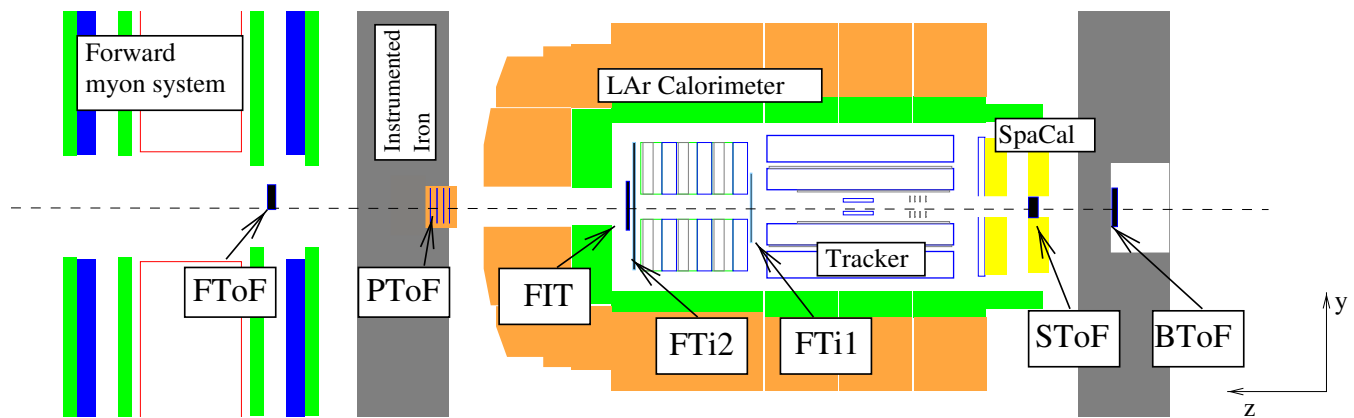 Forward
myon system
Instrumented
Iron
LAr Calorimeter
SpaCal
Tracker
FToF
PToF
FIT
FTi2
FTi1
SToF
BToF
y
z